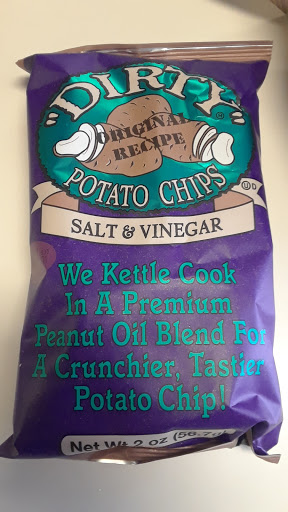 "DIRTY"
ORIGINAL
RECIPE
POTATO CHIPS
SALT & VINEGAR
We Kettle Cook
In A Premium
Peanut Oil Blend For
A Crunchier, Tastier
Potato Chip!
Net Wt 2 oz